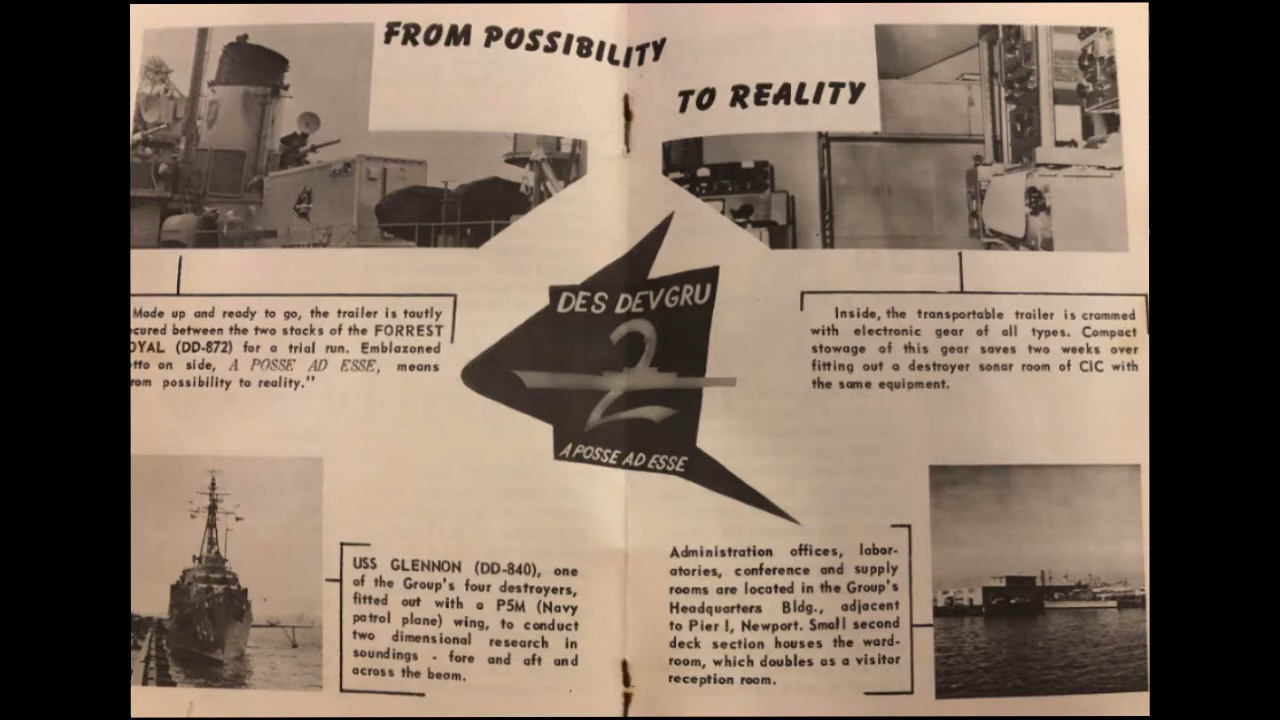 FROM POSSIBILITY
TO REALITY
Made up and ready to go, the trailer is tautly
cured between the two stacks of the FORREST
OYAL (DD-872) for a trial run. Emblazoned
tto on side, A POSSE AD ESSE, means
rom possibility to reality."
DES DEVGRU
2
A POSSE AD ESSE
Inside, the transportable trailer is crammed
with electronic gear of all types. Compact
stowage of this gear saves two weeks over
fitting out a destroyer sonar room of CIC with
the same equipment.
USS GLENNON (DD-840), one
of the Group's four destroyers,
fitted out with a P5M (Navy
patrol plane) wing, to conduct
two dimensional research in
soundings - fore and aft and
across the beam.
Administration offices, labor-
atories, conference and supply
rooms are located in the Group's
Headquarters Bldg., adjacent
to Pier I, Newport. Small second
deck section houses the ward-
room, which doubles as a visitor
reception room.